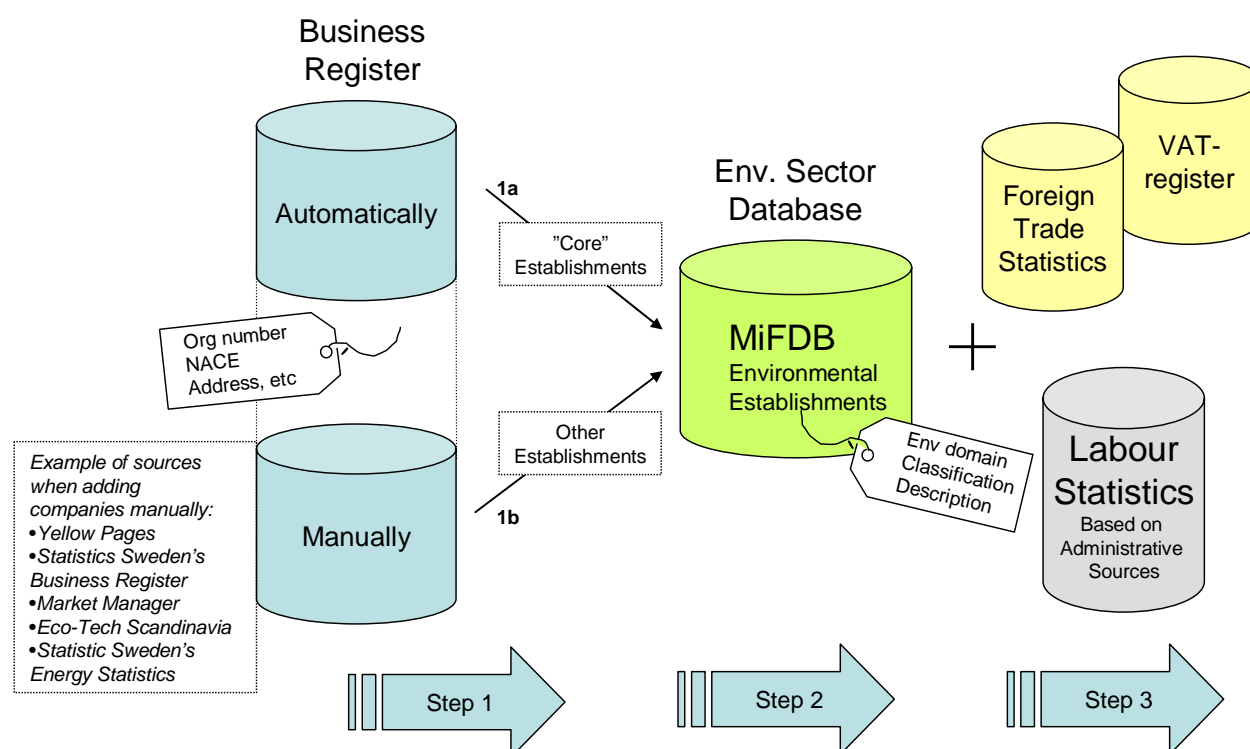 Business
Register
Automatically
Org number
NACE
Address, etc
Manually
Example of sources
when adding
companies manually:
•Yellow Pages
•Statistics Sweden's
Business Register
•Market Manager
•Eco-Tech Scandinavia
•Statistic Sweden's
Energy Statistics
1a
"Core"
Establishments
Other
Establishments
1b
Env. Sector
Database
MiFDB
Environmental
Establishments
Env domain
Classification
Description
+
VAT-
register
Foreign
Trade
Statistics
Labour
Statistics
Based on
Administrative
Sources
Step 1
Step 2
Step 3